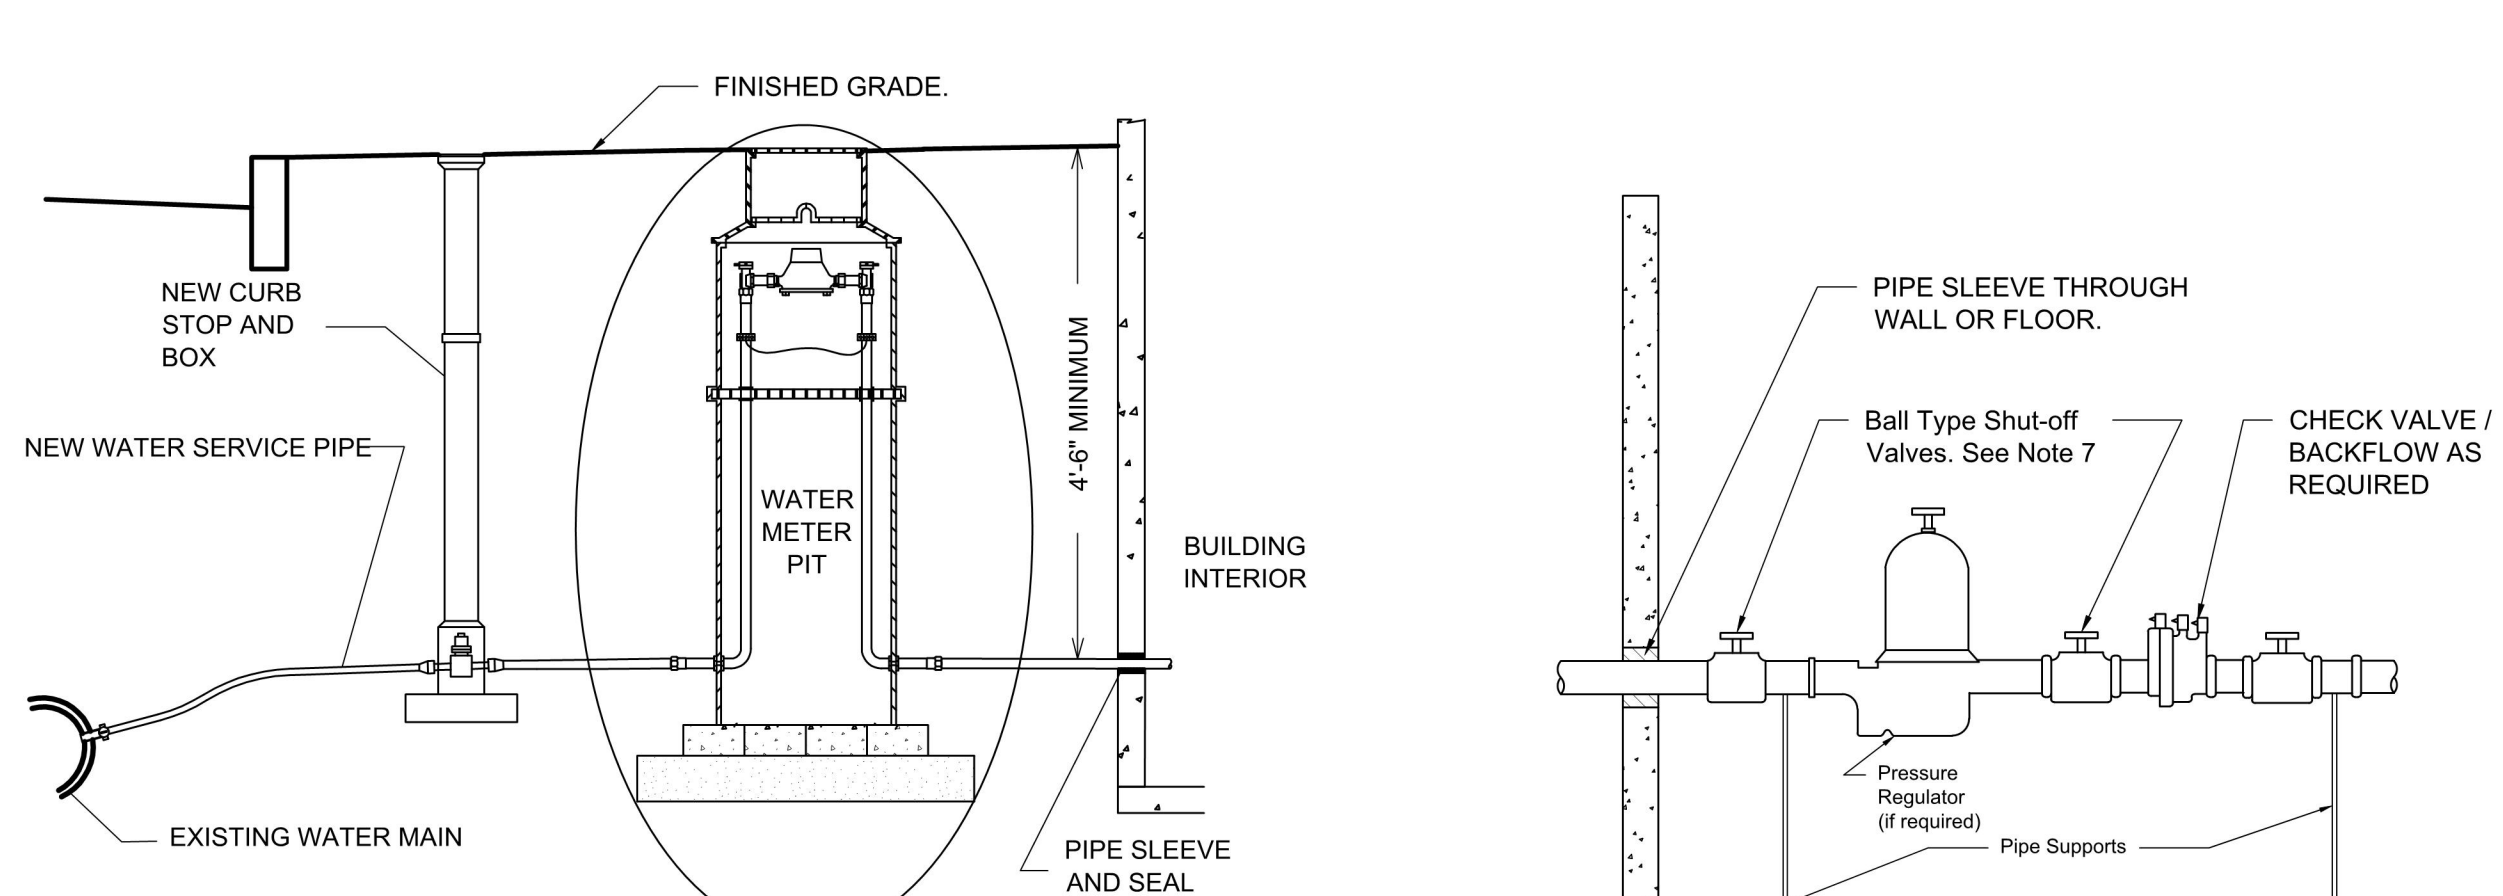 FINISHED GRADE.
NEW CURB
STOP AND
BOX
NEW WATER SERVICE PIPE
EXISTING WATER MAIN
WATER
METER
PIT
4'-6" MINIMUM
BUILDING
INTERIOR
PIPE SLEEVE
AND SEAL
PIPE SLEEVE THROUGH
WALL OR FLOOR.
Ball Type Shut-off
Valves. See Note 7
CHECK VALVE /
BACKFLOW AS
REQUIRED
Pressure
Regulator
(if required)
Pipe Supports